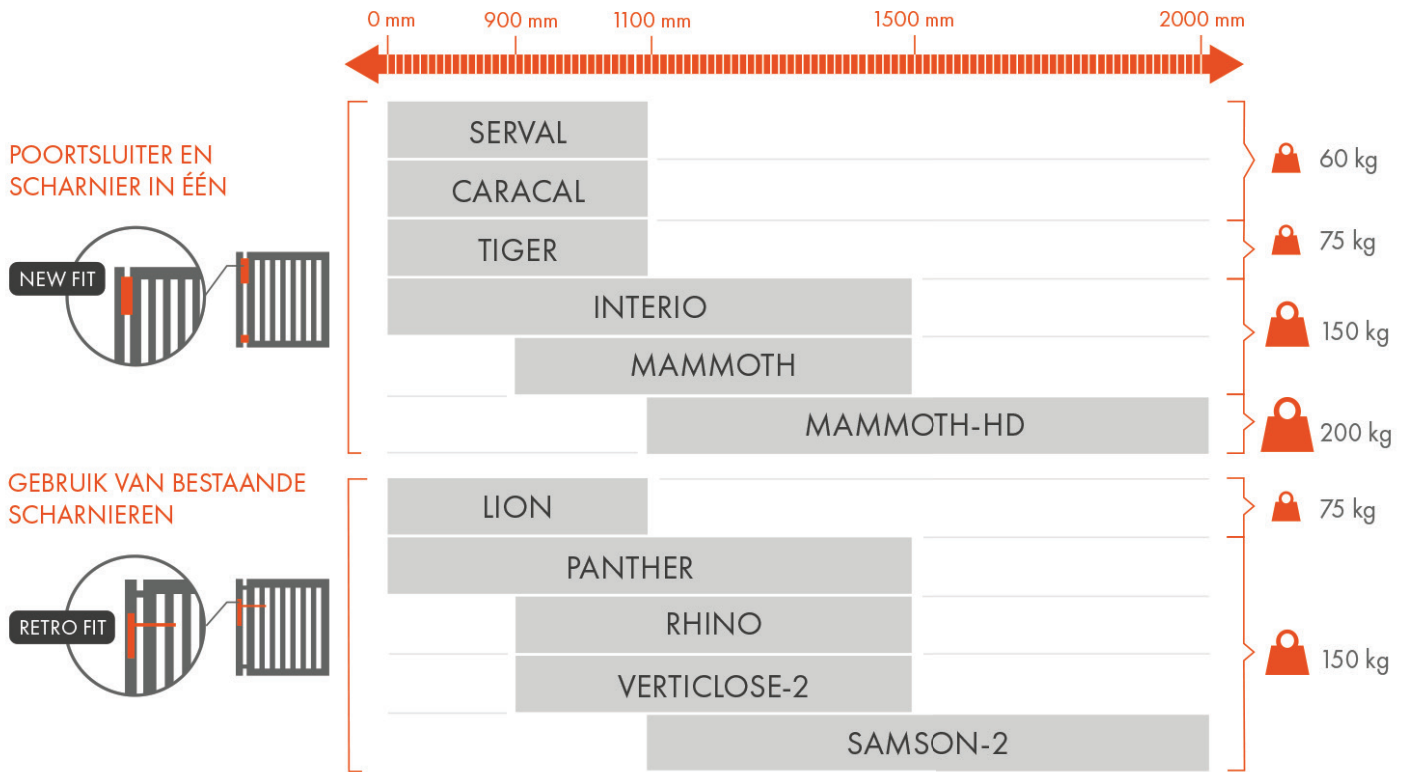 0 mm 900 mm 1100 mm 1500 mm 2000 mm
POORTSLUITER EN
SCHARNIER IN ÉÉN
NEW FIT
SERVAL
CARACAL
60 kg
TIGER
75 kg
INTERIO
MAMMOTH
150 kg
MAMMOTH-HD
200 kg
GEBRUIK VAN BESTAANDE
SCHARNIEREN
RETRO FIT
LION
75 kg
PANTHER
RHINO
VERTICLOSE-2
SAMSON-2
150 kg